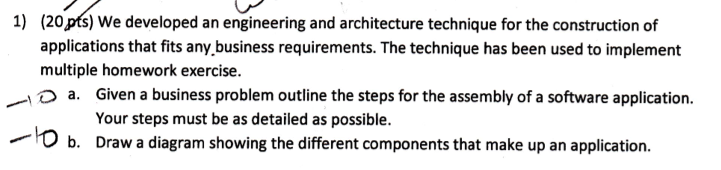 1) (20 pts) We developed an engineering and architecture technique for the construction of
applications that fits any business requirements. The technique has been used to implement
multiple homework exercise.
-10 a. Given a business problem outline the steps for the assembly of a software application.
Your steps must be as detailed as possible.
-10 b. Draw a diagram showing the different components that make up an application.